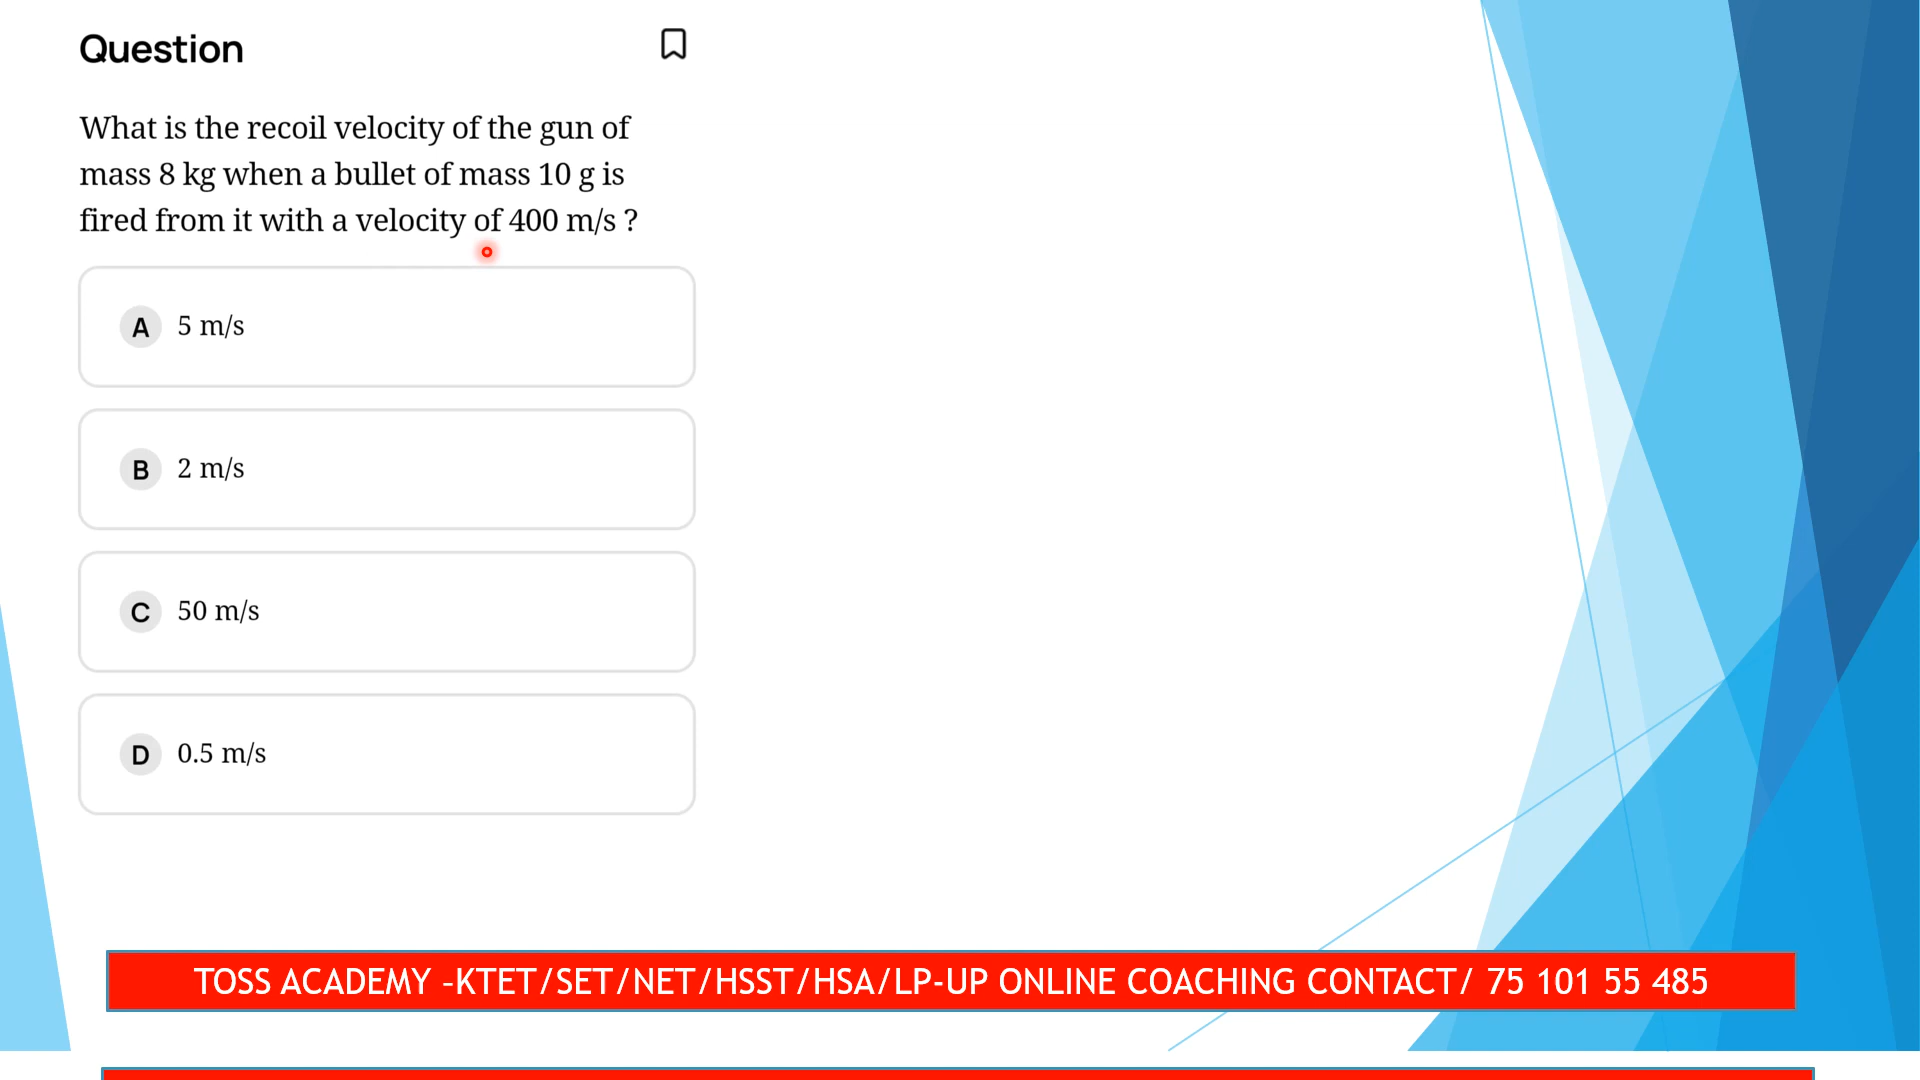 Question
What is the recoil velocity of the gun of
mass 8 kg when a bullet of mass 10 g is
fired from it with a velocity of 400 m/s ?
A 5 m/s
B 2 m/s
C 50 m/s
D 0.5 m/s
TOSS ACADEMY –KTET/SET/NET/HSST/HSA/LP-UP ONLINE COACHING CONTACT/ 75 101 55 485